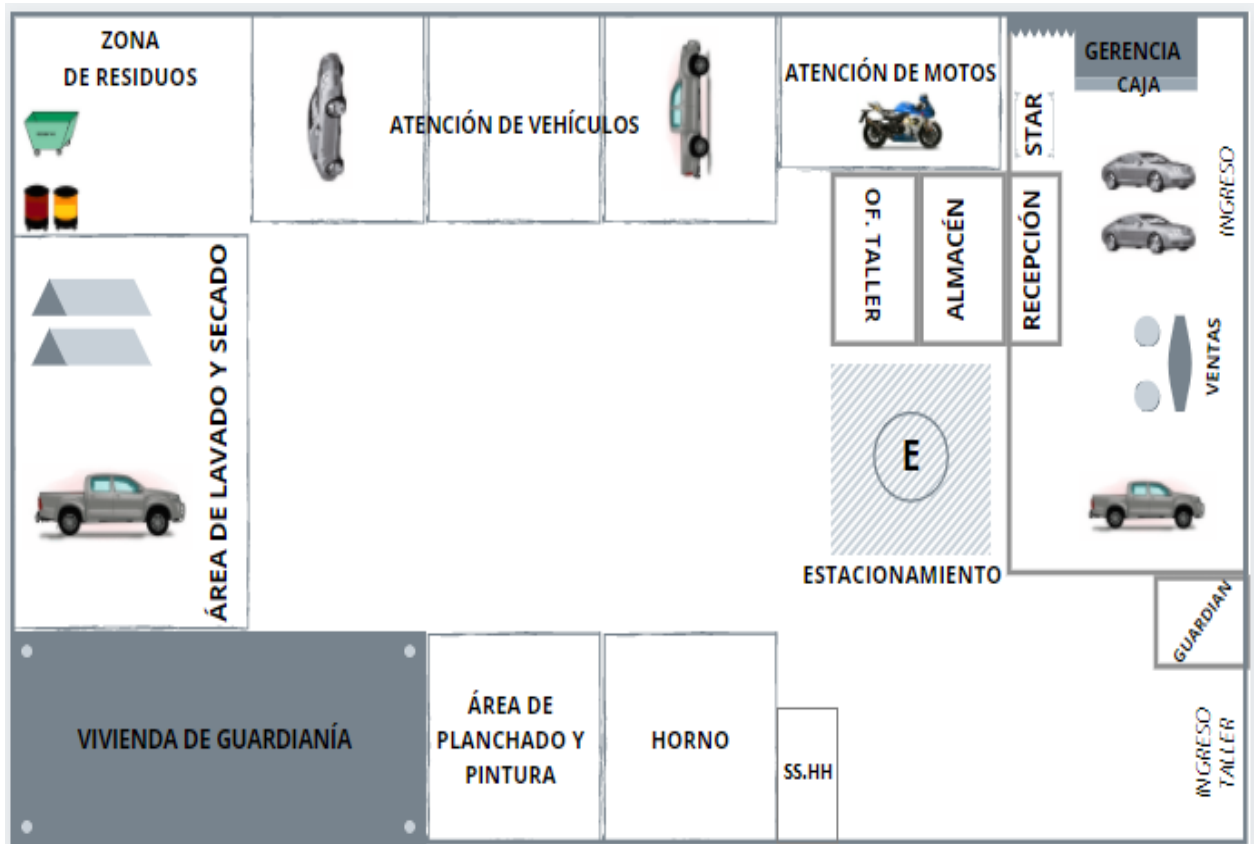 ZONA
DE RESIDUOS
ATENCIÓN DE VEHÍCULOS
ATENCIÓN DE MOTOS
STAR
GERENCIA
CAJA
INGRESO
OF. TALLER
ALMACÉN
RECEPCIÓN
ÁREA DE LAVADO Y SECADO
VENTAS
E
ESTACIONAMIENTO
GUARDIAN
VIVIENDA DE GUARDIANÍA
ÁREA DE
PLANCHADO Y
PINTURA
HORNO
SS.HH
INGRESO
TALLER